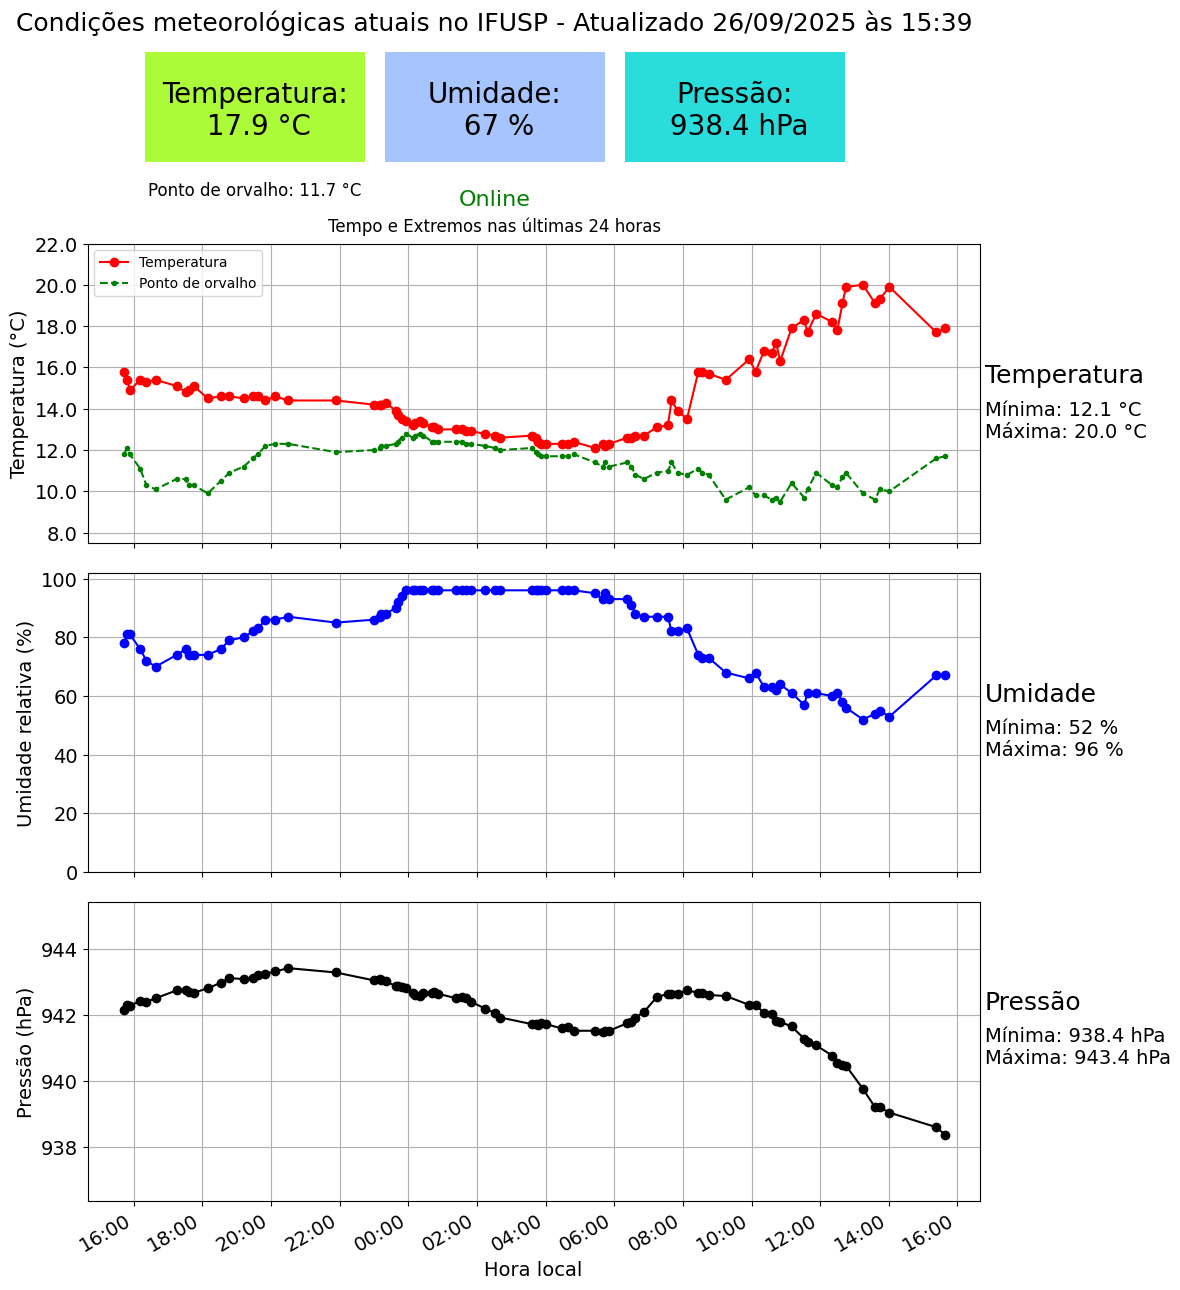 Condições meteorológicas atuais no IFUSP - Atualizado 26/09/2025 às 15:39
Temperatura:
17.9 °C
Umidade:
67 %
Pressão:
938.4 hPa
Ponto de orvalho: 11.7 °C
Online
Tempo e Extremos nas últimas 24 horas
Temperatura
Ponto de orvalho
Temperatura (°C)
22.0
20.0
18.0
16.0
14.0
12.0
10.0
8.0
Temperatura
Mínima: 12.1 °C
Máxima: 20.0 °C
Umidade relativa (%)
100
80
60
40
20
0
Umidade
Mínima: 52 %
Máxima: 96 %
Pressão (hPa)
944
942
940
938
Pressão
Mínima: 938.4 hPa
Máxima: 943.4 hPa
16:00 18:00 20:00 22:00 00:00 02:00 04:00 06:00 08:00 10:00 12:00 14:00 16:00
Hora local